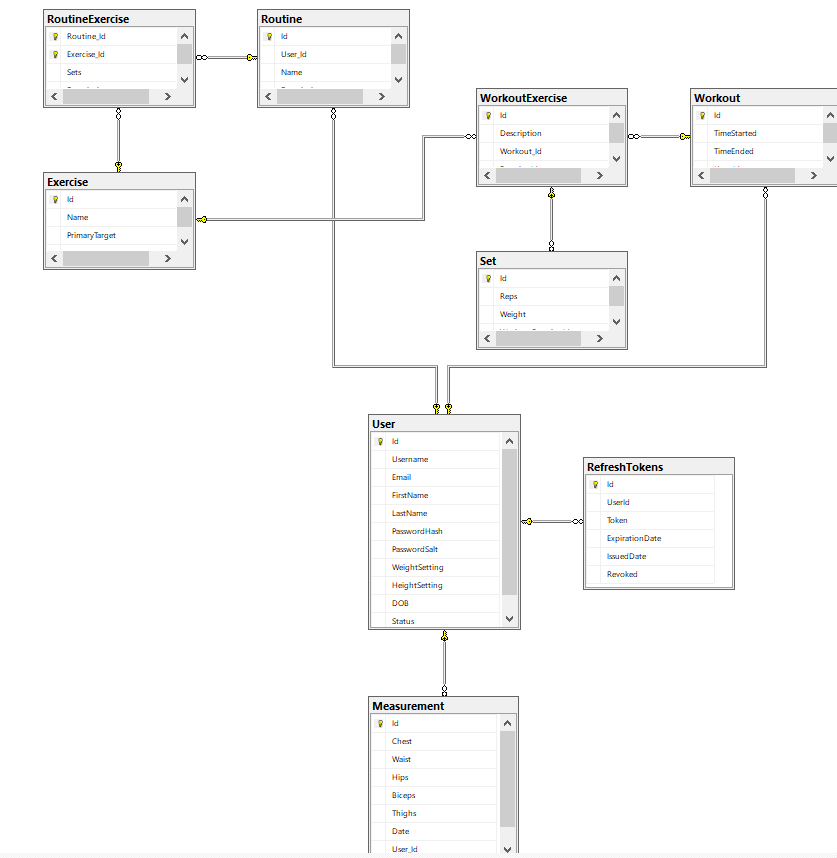 RoutineExercise
Routine_Id
Exercise_Id
Sets
Routine
Id
User_Id
Name
WorkoutExercise
Id
Description
Workout_Id
Workout
Id
TimeStarted
TimeEnded
Exercise
Id
Name
PrimaryTarget
Set
Id
Reps
Weight
User
Id
Username
Email
FirstName
LastName
PasswordHash
PasswordSalt
WeightSetting
HeightSetting
DOB
Status
RefreshTokens
Id
UserId
Token
ExpirationDate
IssuedDate
Revoked
Measurement
Id
Chest
Waist
Hips
Biceps
Thighs
Date
User_Id